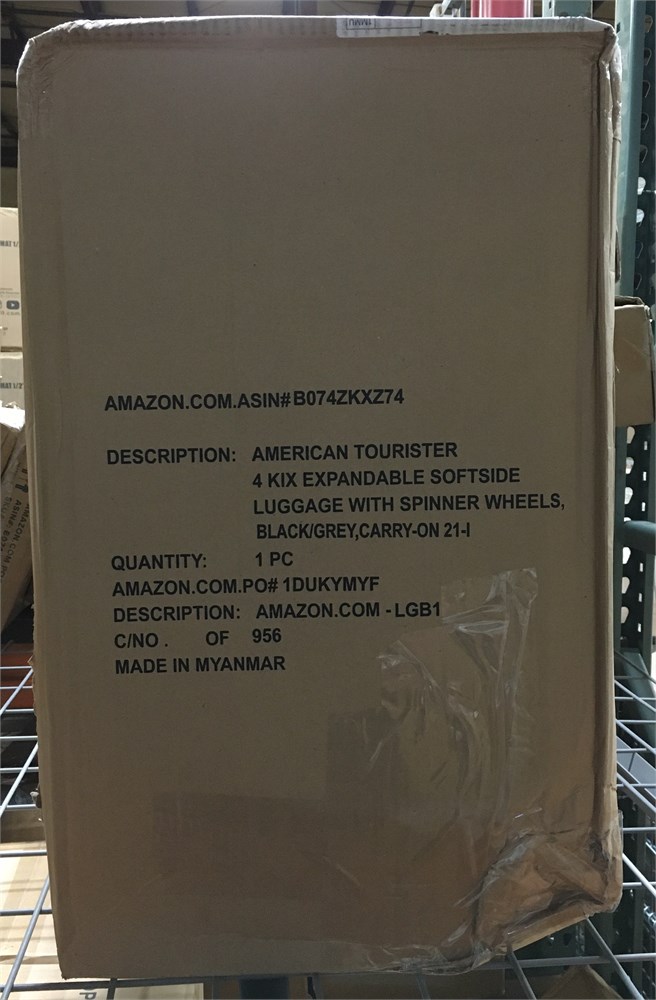 AMAZON.COM.ASIN# B074ZKXZ74
DESCRIPTION: AMERICAN TOURISTER
4 KIX EXPANDABLE SOFTSIDE
LUGGAGE WITH SPINNER WHEELS,
BLACK/GREY,CARRY-ON 21-I
QUANTITY: 1 PC
AMAZON.COM.PO# 1DUKYMYF
DESCRIPTION: AMAZON.COM - LGB1
C/NO . OF 956
MADE IN MYANMAR